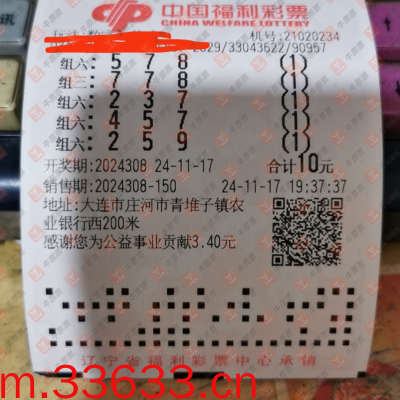 中国福利彩票
CHINA WELFARE LOTTERY
机号:21020234
2029/33043622/90957
组六: 5 7 8 (1)
组三: 7 7 8 (1)
组六: 2 3 7 (1)
组六: 4 5 7 (1)
组六: 2 5 9 (1)
开奖期:2024308 24-11-17 合计10元
销售期:2024308-150 24-11-17 19:37:37
地址:大连市庄河市青堆子镇农
业银行西200米
感谢您为公益事业贡献3.40元
辽宁省福利彩票中心承销
m.33633.cn